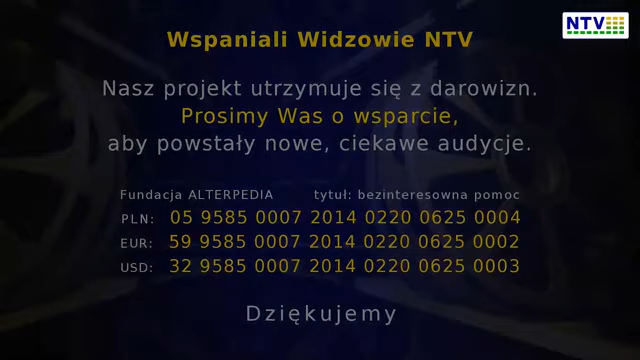 NTV
Wspaniali Widzowie NTV
Nasz projekt utrzymuje się z darowizn.
Prosimy Was o wsparcie,
aby powstały nowe, ciekawe audycje.
Fundacja ALTERPEDIA tytuł: bezinteresowna pomoc
PLN: 05 9585 0007 2014 0220 0625 0004
EUR: 59 9585 0007 2014 0220 0625 0002
USD: 32 9585 0007 2014 0220 0625 0003
Dziękujemy